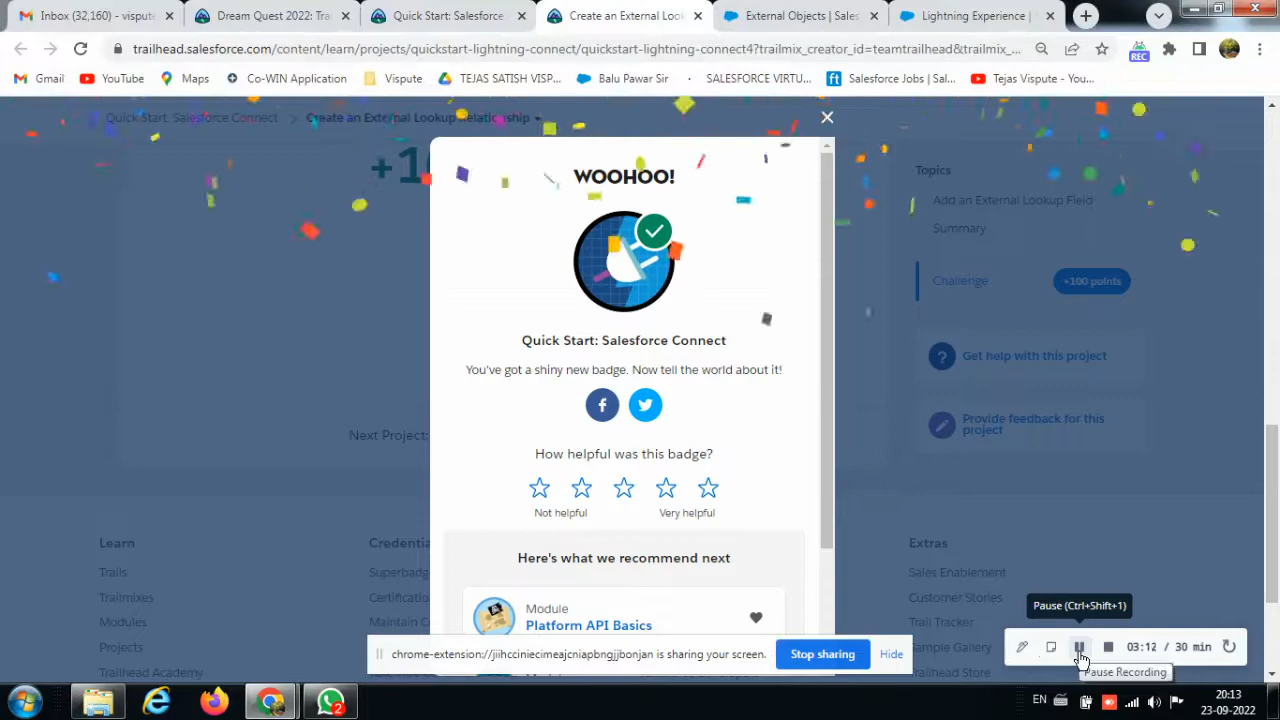 Inbox (32,160) - vispute
Dream Quest 2022: Tra
Quick Start: Salesforce
Create an External Loo
External Objects | Sales
Lightning Experience |
trailhead.salesforce.com/content/learn/projects/quickstart-lightning-connect/quickstart-lightning-connect4?trailmix_creator_id=teamtrailhead&trailmix_...
REC
Gmail
YouTube
Maps
Co-WIN Application
Vispute
TEJAS SATISH VISP...
Balu Pawar Sir
SALESFORCE VIRTU...
ft
Salesforce Jobs | Sal...
Tejas Vispute - You...
Quick Start: Salesforce Connect
Create an External Lookup Relationship
+1
WOOHOO!
Quick Start: Salesforce Connect
You've got a shiny new badge. Now tell the world about it!
How helpful was this badge?
Not helpful
Very helpful
Here's what we recommend next
Module
Platform API Basics
Next Project:
Topics
Add an External Lookup Field
Summary
Challenge
+100 points
Get help with this project
Provide feedback for this
project
Learn
Trails
Trailmixes
Modules
Projects
Trailhead Academy
Credentia
Superbadg
Certification
Maintain C
Extras
Sales Enablement
Customer Stories
Trail Tracker
Sample Gallery
Trailhead Store
Pause (Ctrl+Shift+1)
03:12 / 30 min
Pause Recording
chrome-extension://jiihcciniecimeajcniapbngjjbonjan is sharing your screen.
Stop sharing
Hide
2
EN
20:13
23-09-2022